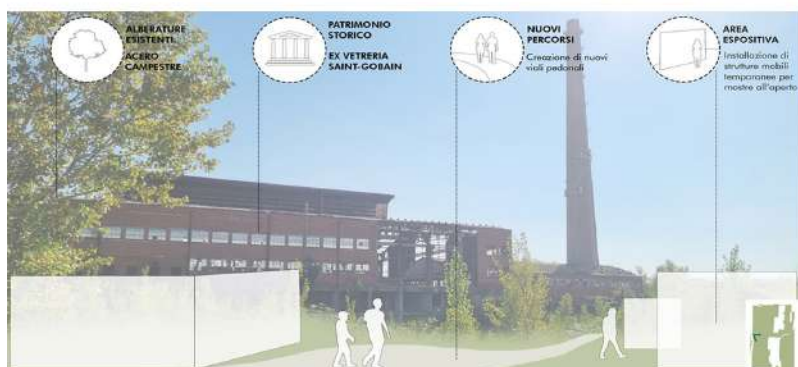 ALBERATURE
ESISTENTI:
ACERO
CAMPESTRE
PATRIMONIO
STORICO
EX VETRERIA
SAINT-GOBAIN
NUOVI
PERCORSI
Creazione di nuovi
viali pedonali
AREA
ESPOSITIVA
Installazione di
strutture mobili
temporanee per
mostre all'aperto